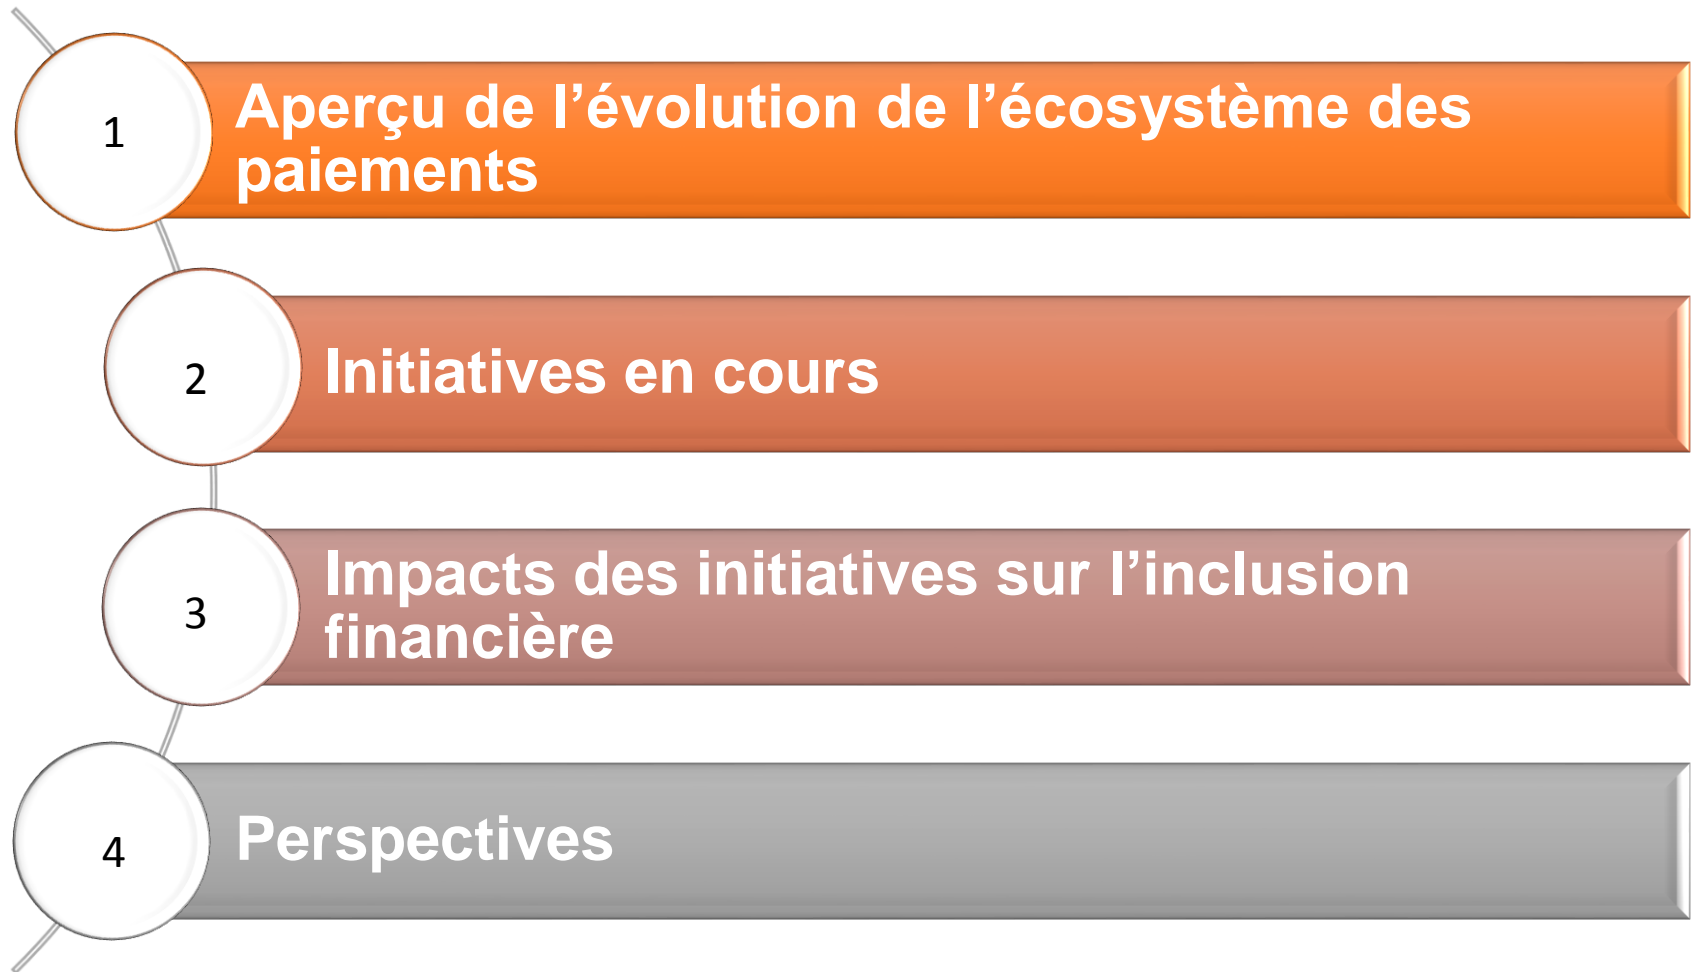 1
Aperçu de l’évolution de l’écosystème des
paiements
2
Initiatives en cours
3
Impacts des initiatives sur l’inclusion
financière
4
Perspectives